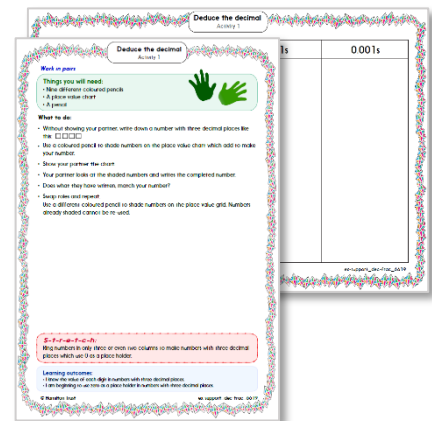 Deduce the decimal
Activity 1
1s
0.001s
Deduce the decimal
Activity 1
Work in pairs
Things you will need:
• Nine different coloured pencils
• A place value chart
• A pencil
What to do:
• Without showing your partner, write down a number with three decimal places like
this
• Use a coloured pencil to shade numbers on the place value chart which add to make
your number.
• Show your partner the chart
• Your partner looks at the shaded numbers and writes the completed number.
• Does what they have written, match your number?
• Swap roles and repeat
Use a different coloured pencil to shade numbers on the place value grid. Numbers
already shaded cannot be re used.
S-t-r-e-t-c-h:
Ring numbers in only three or even two columns to make numbers with three decimal
places which use 0 as a place holder.
Learning outcomes:
• I know the value of each digit in numbers with three decimal places.
• I am beginning to use zero as a place holder in numbers with three decimal places
© Hamilton Trust